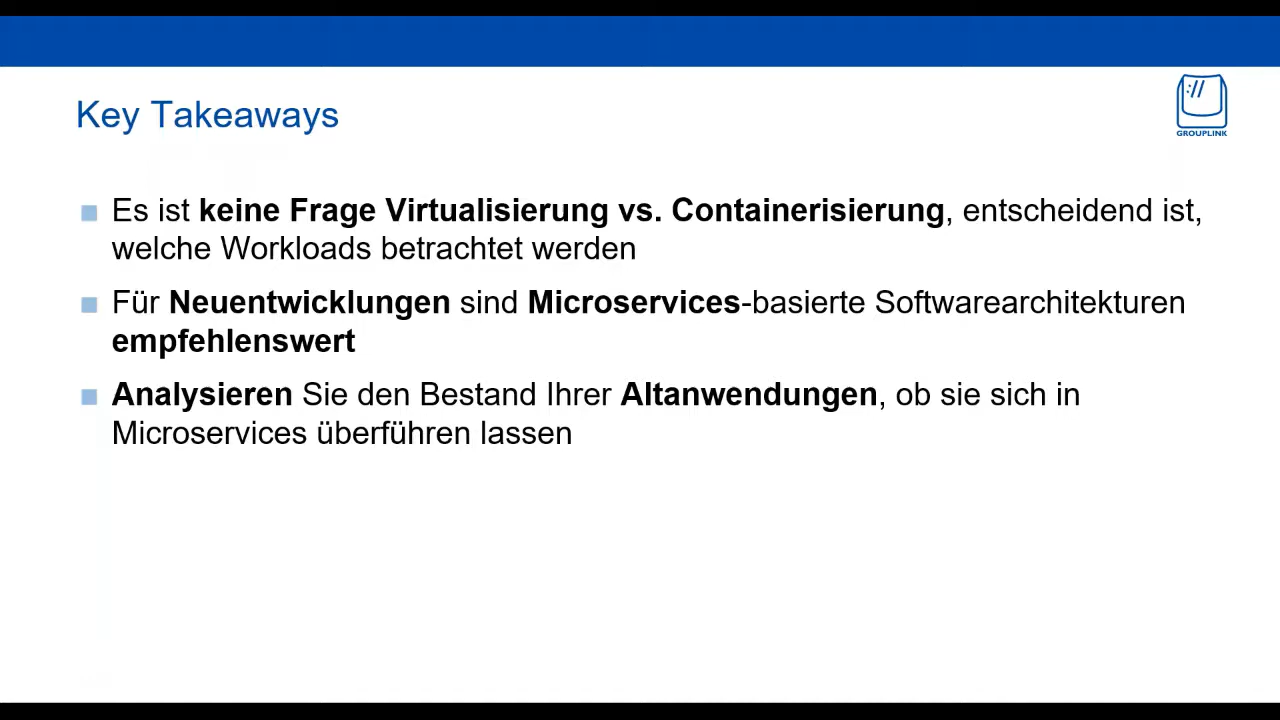 Key Takeaways
://
GROUPLINK
Es ist keine Frage Virtualisierung vs. Containerisierung, entscheidend ist,
welche Workloads betrachtet werden
Für Neuentwicklungen sind Microservices-basierte Softwarearchitekturen
empfehlenswert
Analysieren Sie den Bestand Ihrer Altanwendungen, ob sie sich in
Microservices überführen lassen